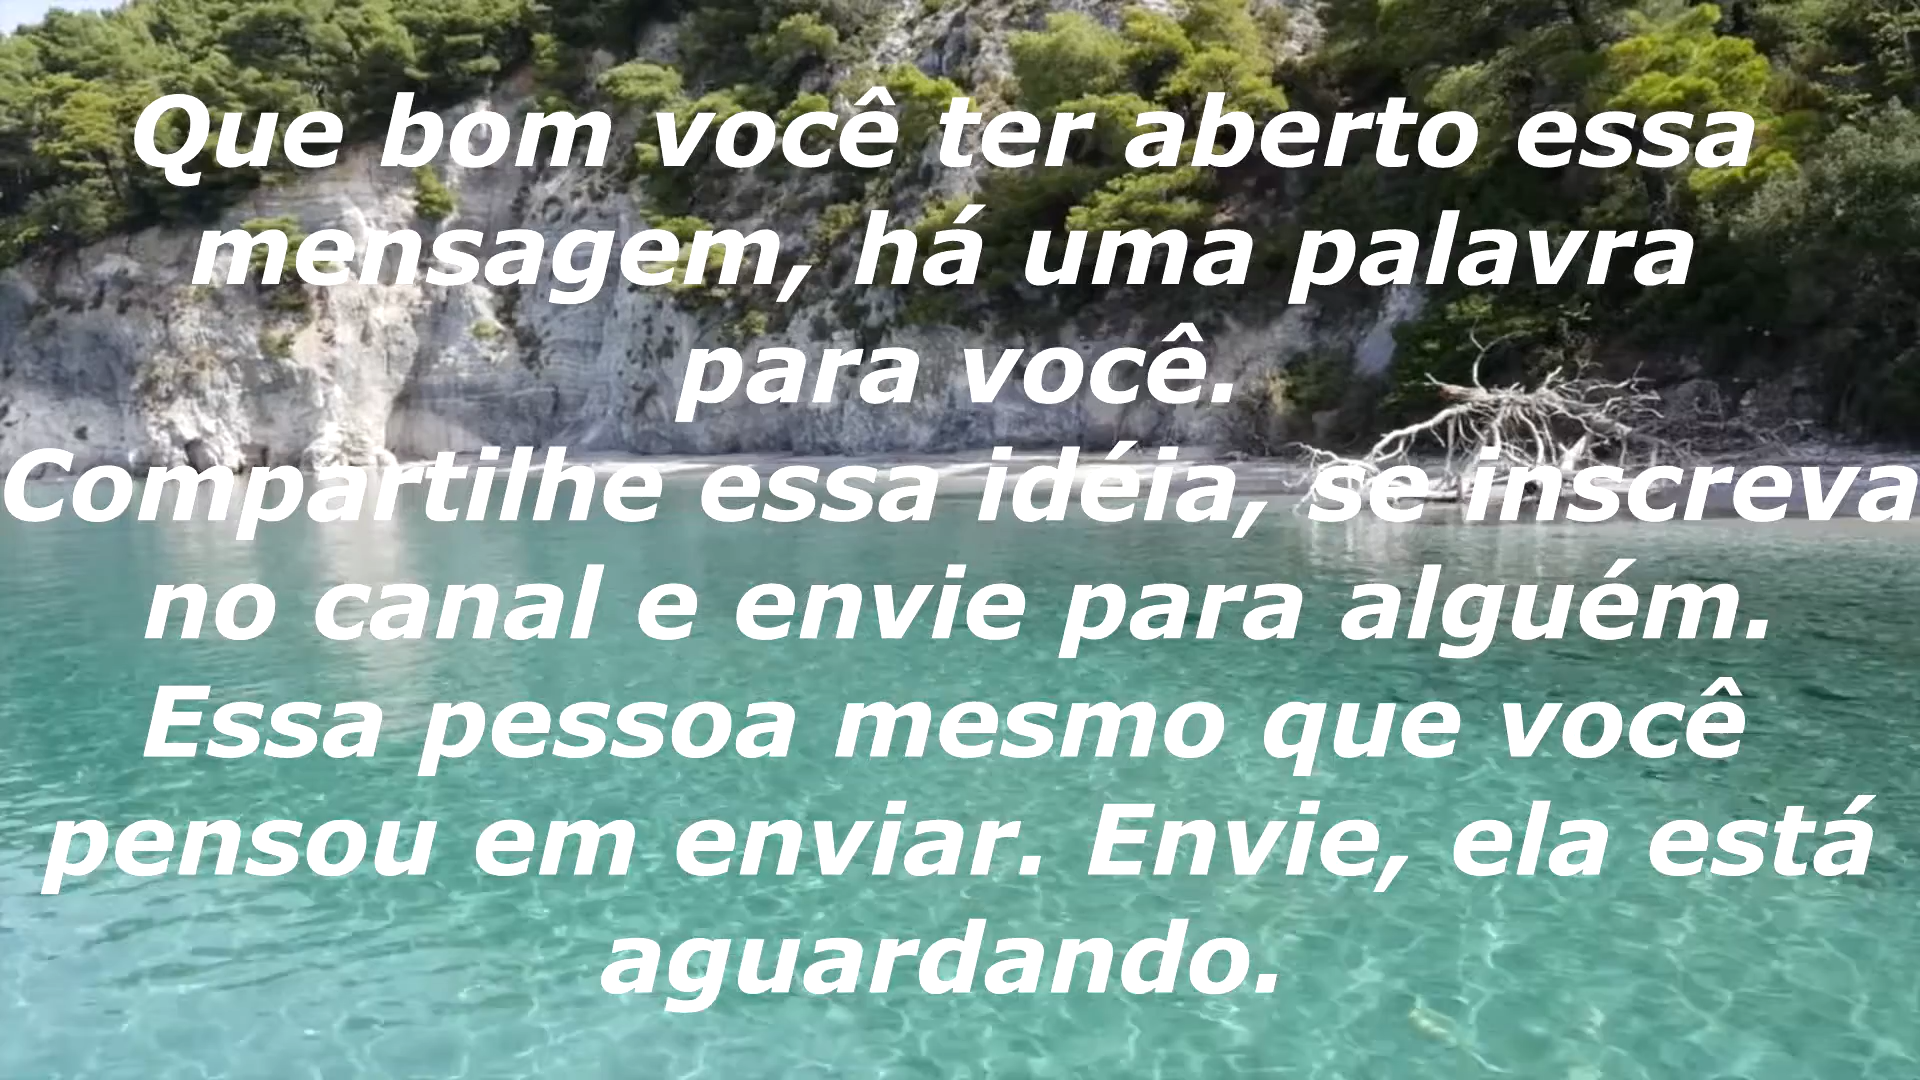 Que bom você ter aberto essa
mensagem, há uma palavra
para você.
Compartilhe essa idéia, se inscreva
no canal e envie para alguém.
Essa pessoa mesmo que você
pensou em enviar. Envie, ela está
aguardando.